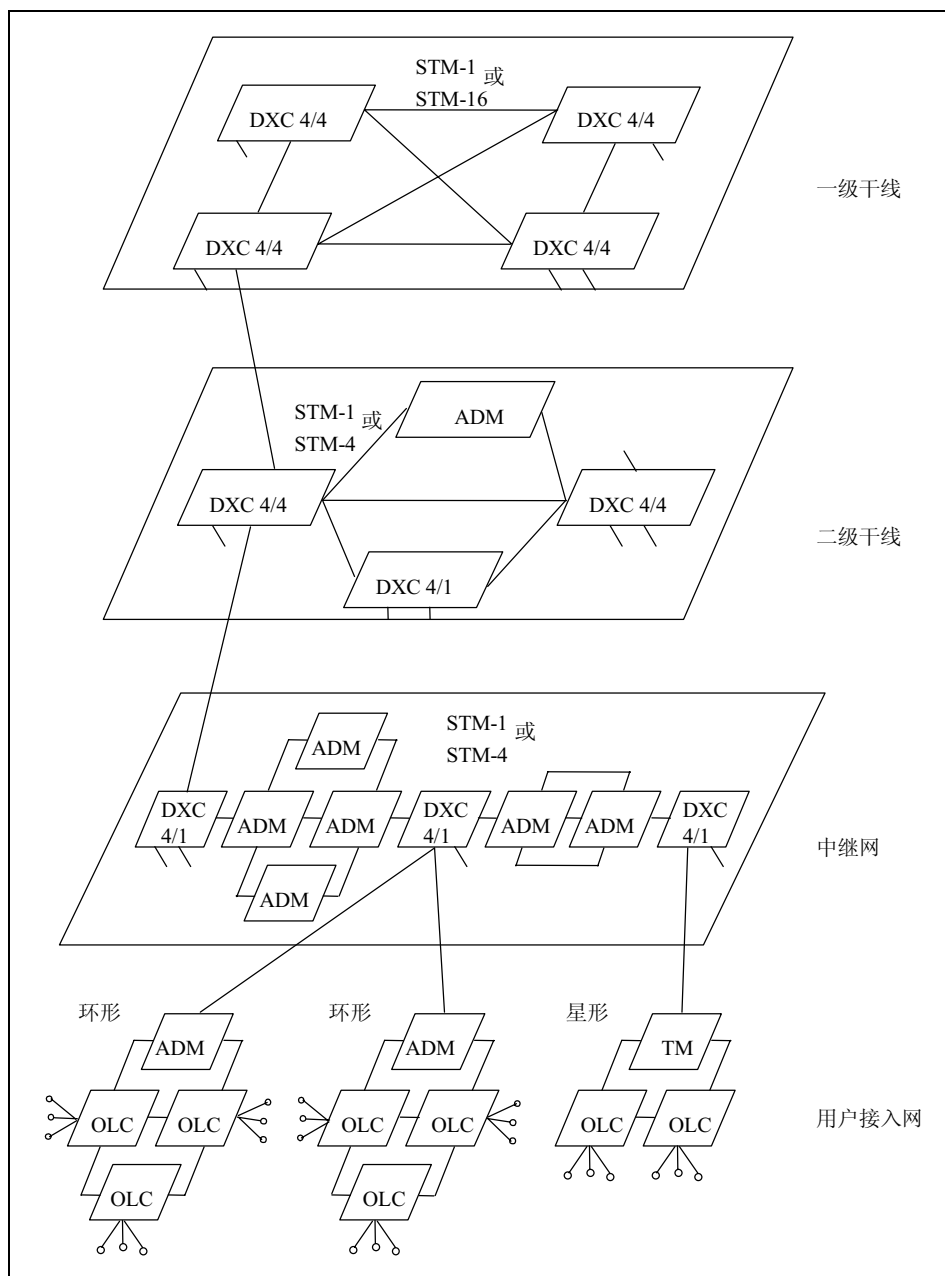 STM-1 或
STM-16
DXC 4/4
DXC 4/4
DXC 4/4
DXC 4/4
一级干线
STM-1 或
STM-4
ADM
DXC 4/4
DXC 4/4
DXC 4/1
二级干线
STM-1 或
STM-4
ADM
DXC
4/1
ADM
ADM
DXC
4/1
ADM
ADM
DXC
4/1
ADM
中继网
环形
ADM
OLC
OLC
OLC
环形
ADM
OLC
OLC
OLC
星形
TM
OLC
OLC
用户接入网